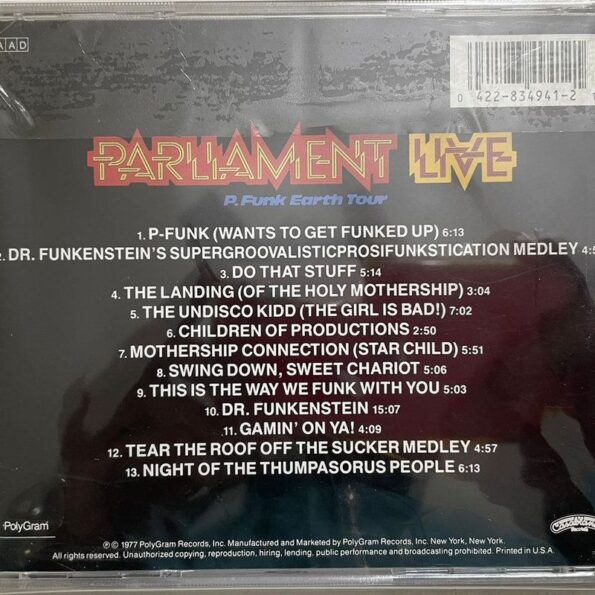 AAD
0 422-834941-2
PARLIAMENT LIVE
P. Funk Earth Tour
1. P-FUNK (WANTS TO GET FUNKED UP) 6:13
2. DR. FUNKENSTEIN'S SUPERGROOVALISTICPROSIFUNKSTICATION MEDLEY
3. DO THAT STUFF 5:14
4. THE LANDING (OF THE HOLY MOTHERSHIP) 3:04
5. THE UNDISCO KIDD (THE GIRL IS BAD!) 7:02
6. CHILDREN OF PRODUCTIONS 2:50
7. MOTHERSHIP CONNECTION (STAR CHILD) 5:51
8. SWING DOWN, SWEET CHARIOT 5:06
9. THIS IS THE WAY WE FUNK WITH YOU 5:03
10. DR. FUNKENSTEIN 15:07
11. GAMIN' ON YA! 4:09
12. TEAR THE ROOF OFF THE SUCKER MEDLEY 4:57
13. NIGHT OF THE THUMPASORUS PEOPLE 6:13
PolyGram
Casablanca
℗ © 1977 PolyGram Records, Inc. Manufactured and Marketed by PolyGram Records, Inc. New York, New York.
All rights reserved. Unauthorized copying, reproduction, hiring, lending, public performance and broadcasting prohibited. Printed in U.S.A.